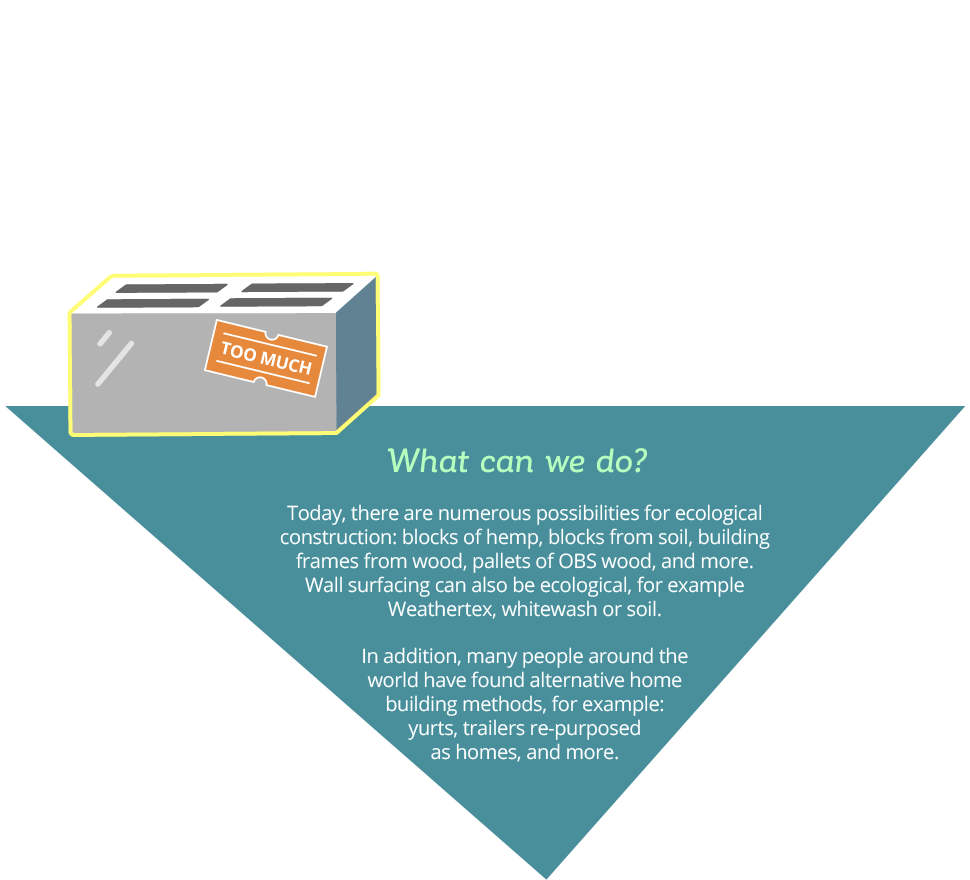 TOO MUCH
What can we do?
Today, there are numerous possibilities for ecological
construction: blocks of hemp, blocks from soil, building
frames from wood, pallets of OBS wood, and more.
Wall surfacing can also be ecological, for example
Weathertex, whitewash or soil.
In addition, many people around the
world have found alternative home
building methods, for example:
yurts, trailers re-purposed
as homes, and more.